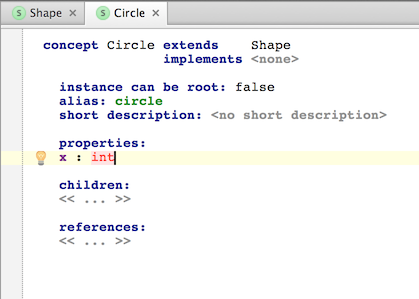 S Shape × S Circle ×
concept Circle extends Shape
implements <none>
instance can be root: false
alias: circle
short description: <no short description>
properties:
x : int
children:
<< ... >>
references:
<< ... >>